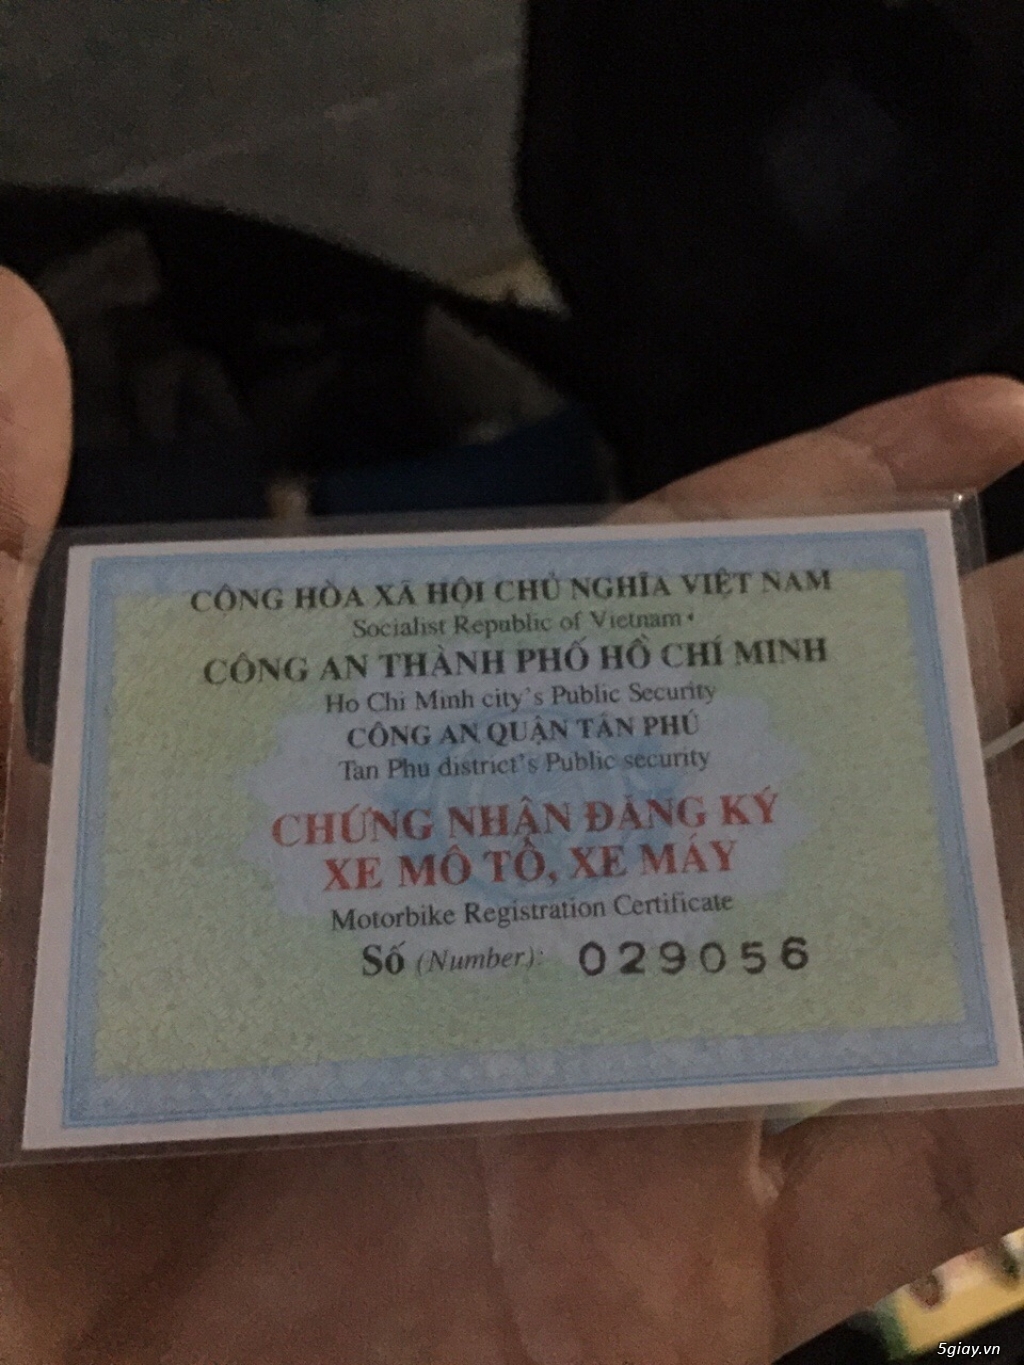 CÔNG HÒA XÃ HỘI CHỦ NGHĨA VIỆT NAM
Socialist Republic of Vietnam
CÔNG AN THÀNH PHỐ HỒ CHÍ MINH
Ho Chi Minh city's Public Security
CÔNG AN QUẬN TÂN PHÚ
Tan Phu district's Public security
CHỨNG NHẬN ĐĂNG KÝ
XE MÔ TÔ, XE MÁY
Motorbike Registration Certificate
Số (Number): 029056
5giay.vn